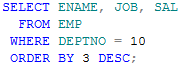 SELECT ENAME, JOB, SAL
FROM EMP
WHERE DEPTNO = 10
ORDER BY 3 DESC;